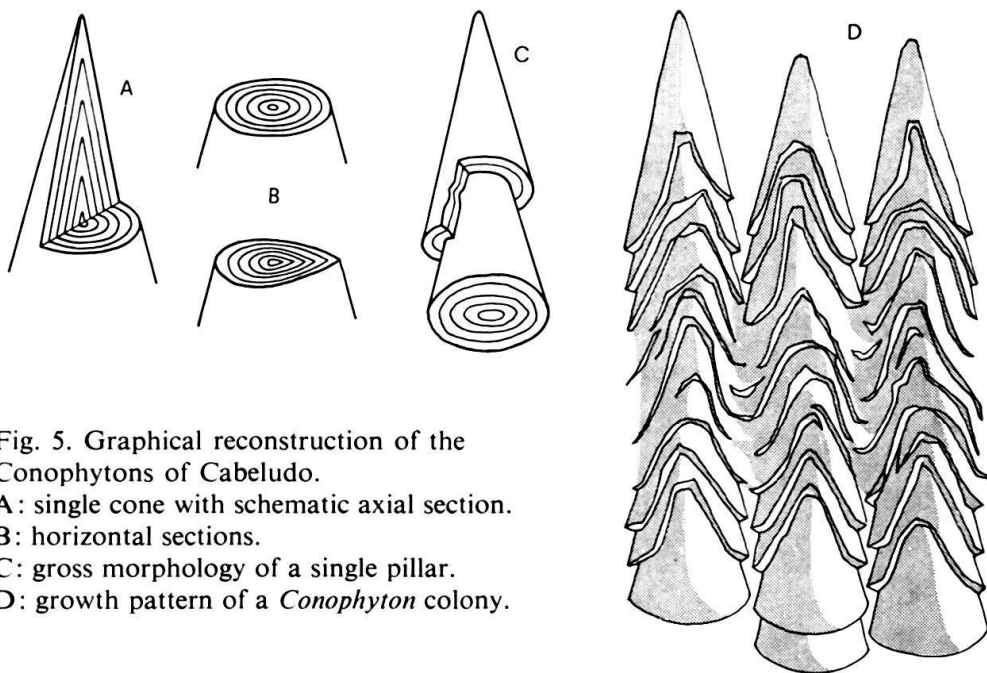 A
B
C
D
Fig. 5. Graphical reconstruction of the
Conophytons of Cabeludo.
A: single cone with schematic axial section.
B: horizontal sections.
C: gross morphology of a single pillar.
D: growth pattern of a Conophyton colony.